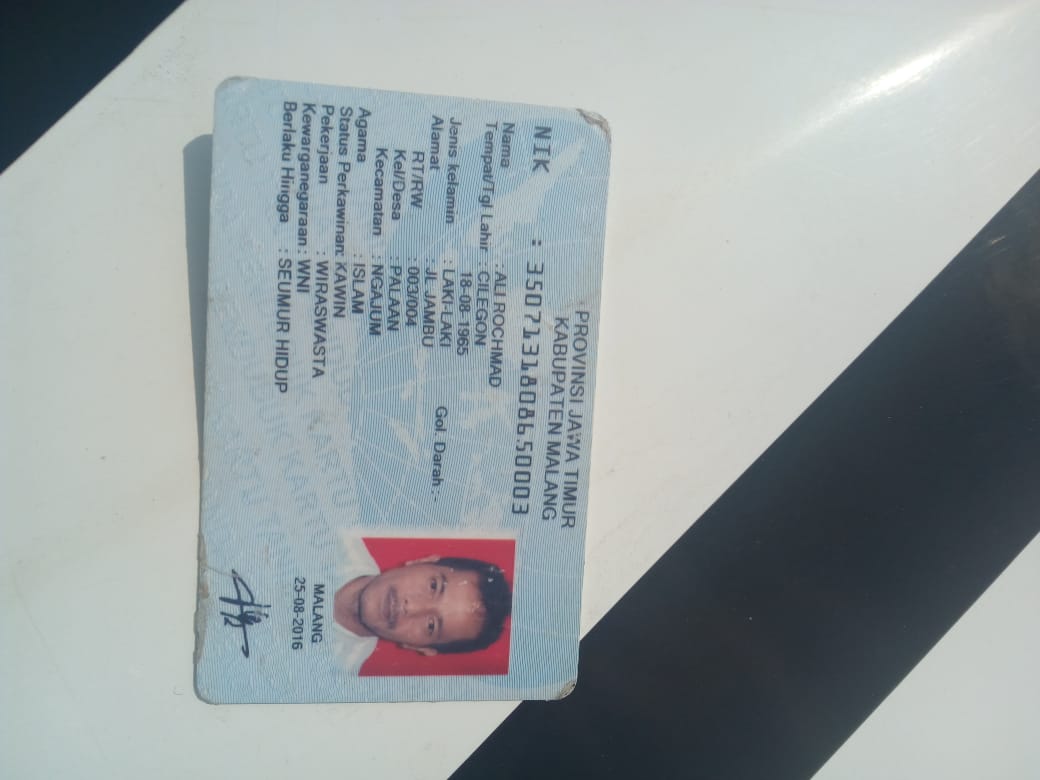 PROVINSI JAWA TIMUR
KABUPATEN MALANG
NIK : 3507131808650003
Nama : ALI ROCHMAD
Tempat/Tgl Lahir : CILEGON
18-08-1965
Jenis kelamin : LAKI-LAKI Gol. Darah : -
Alamat : JL JAMBU
RT/RW : 003/004
Kel/Desa : PALAAN
Kecamatan : NGAJUM
Agama : ISLAM
Status Perkawinan: KAWIN
Pekerjaan : WIRASWASTA
Kewarganegaraan : WNI
Berlaku Hingga : SEUMUR HIDUP
MALANG
25-08-2016